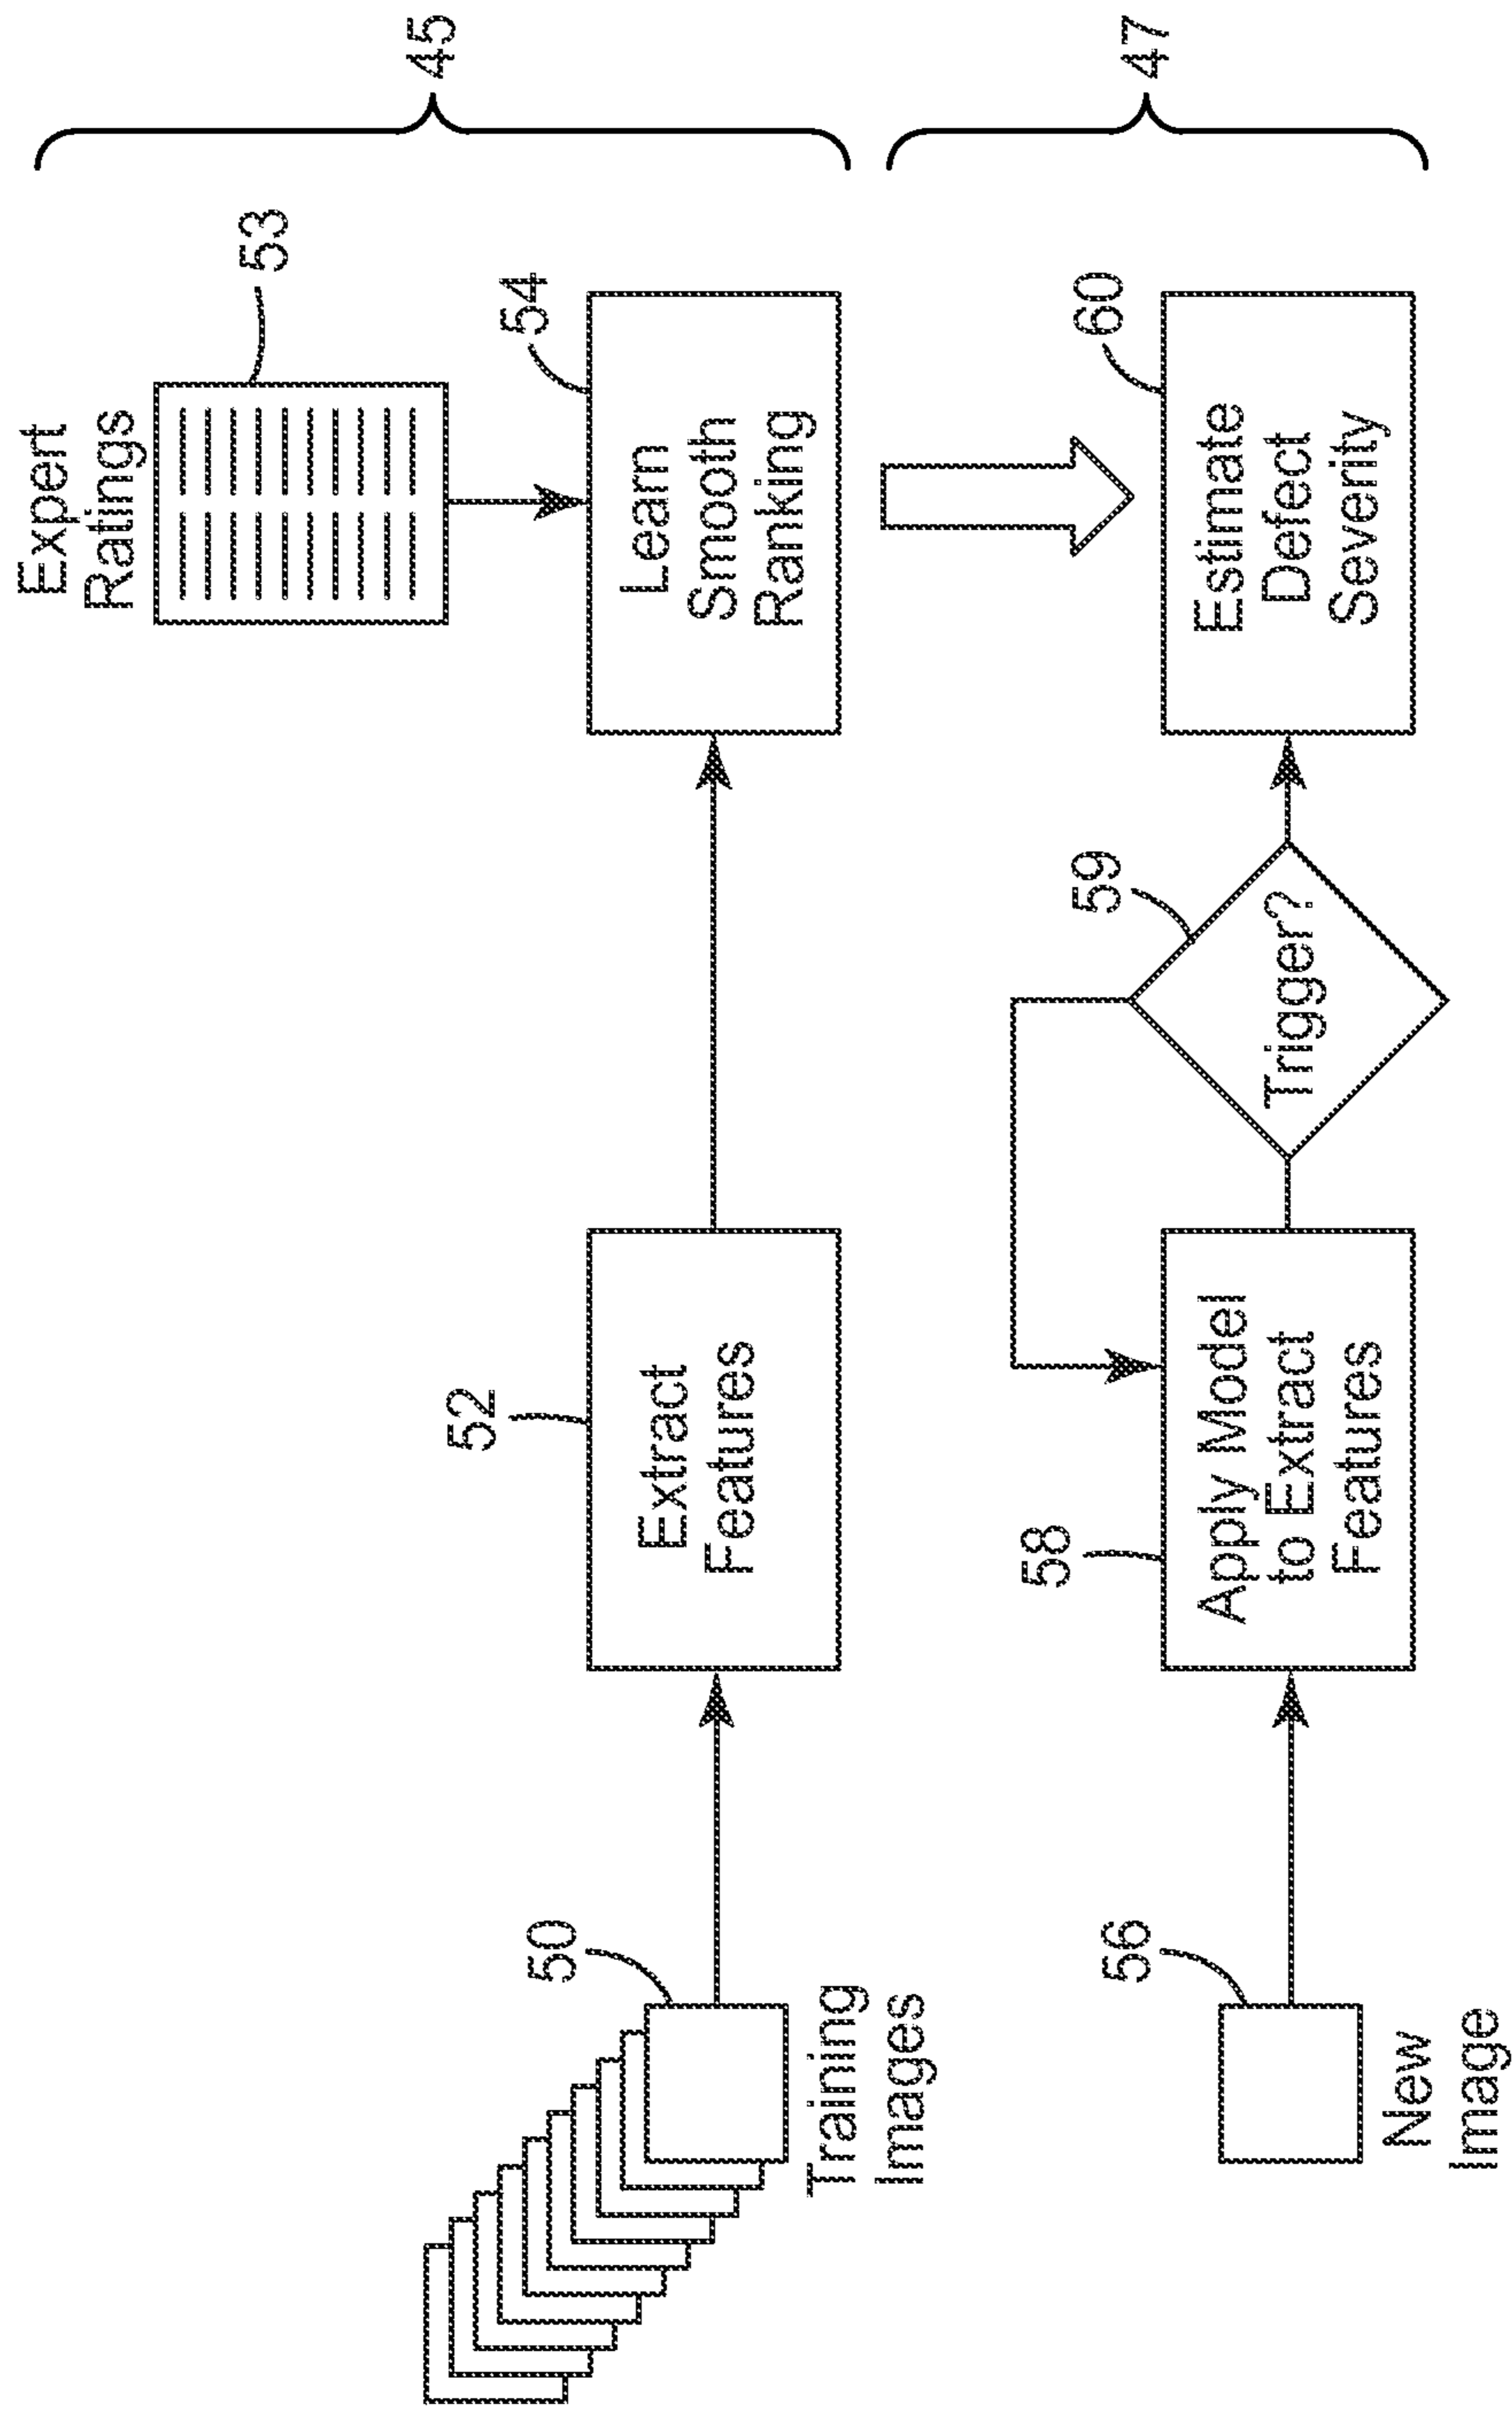 Expert
Ratings
53
45
50
Training
Images
52
Extract
Features
54
Learn
Smooth
Ranking
47
56
New
Image
58
Apply Model
to Extract
Features
59
Trigger?
60
Estimate
Defect
Severity